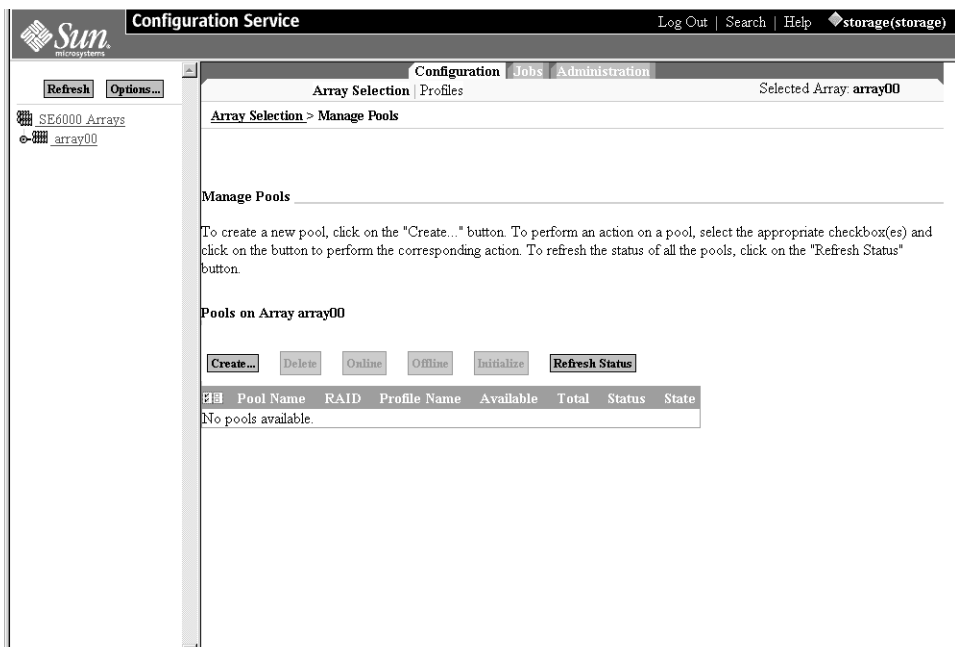 Configuration Service
Log Out | Search | Help storage(storage)
Sun
microsystems
Configuration Jobs Administration
Refresh Options...
Array Selection | Profiles
Selected Array: array00
SE6000 Arrays
array00
Array Selection > Manage Pools
Manage Pools
To create a new pool, click on the "Create..." button. To perform an action on a pool, select the appropriate checkbox(es) and
click on the button to perform the corresponding action. To refresh the status of all the pools, click on the "Refresh Status"
button.
Pools on Array array00
Create... Delete Online Offline Initialize Refresh Status
Pool Name RAID Profile Name Available Total Status State
No pools available.